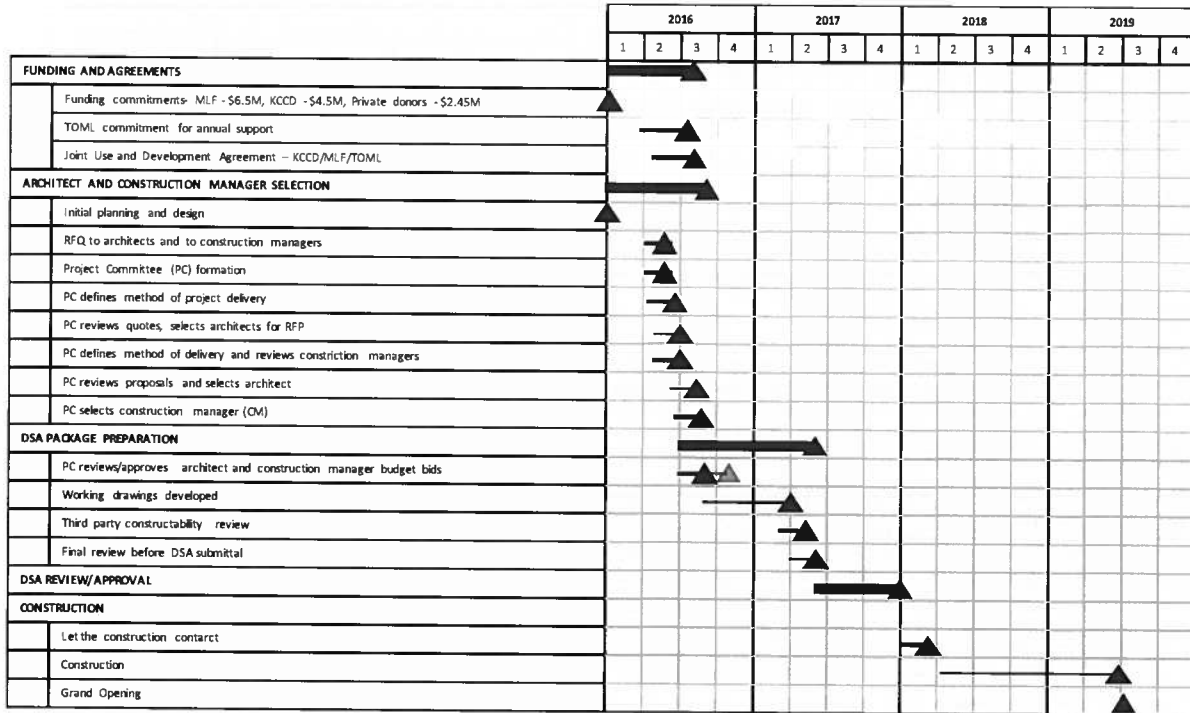 2016 2017 2018 2019
1 2 3 4 1 2 3 4 1 2 3 4 1 2 3 4
FUNDING AND AGREEMENTS
Funding commitments- MLF - $6.5M, KCCD - $4.5M, Private donors - $2.45M
TOML commitment for annual support
Joint Use and Development Agreement – KCCD/MLF/TOML
ARCHITECT AND CONSTRUCTION MANAGER SELECTION
Initial planning and design
RFQ to architects and to construction managers
Project Committee (PC) formation
PC defines method of project delivery
PC reviews quotes, selects architects for RFP
PC defines method of delivery and reviews constriction managers
PC reviews proposals and selects architect
PC selects construction manager (CM)
DSA PACKAGE PREPARATION
PC reviews/approves architect and construction manager budget bids
Working drawings developed
Third party constructability review
Final review before DSA submittal
DSA REVIEW/APPROVAL
CONSTRUCTION
Let the construction contarct
Construction
Grand Opening